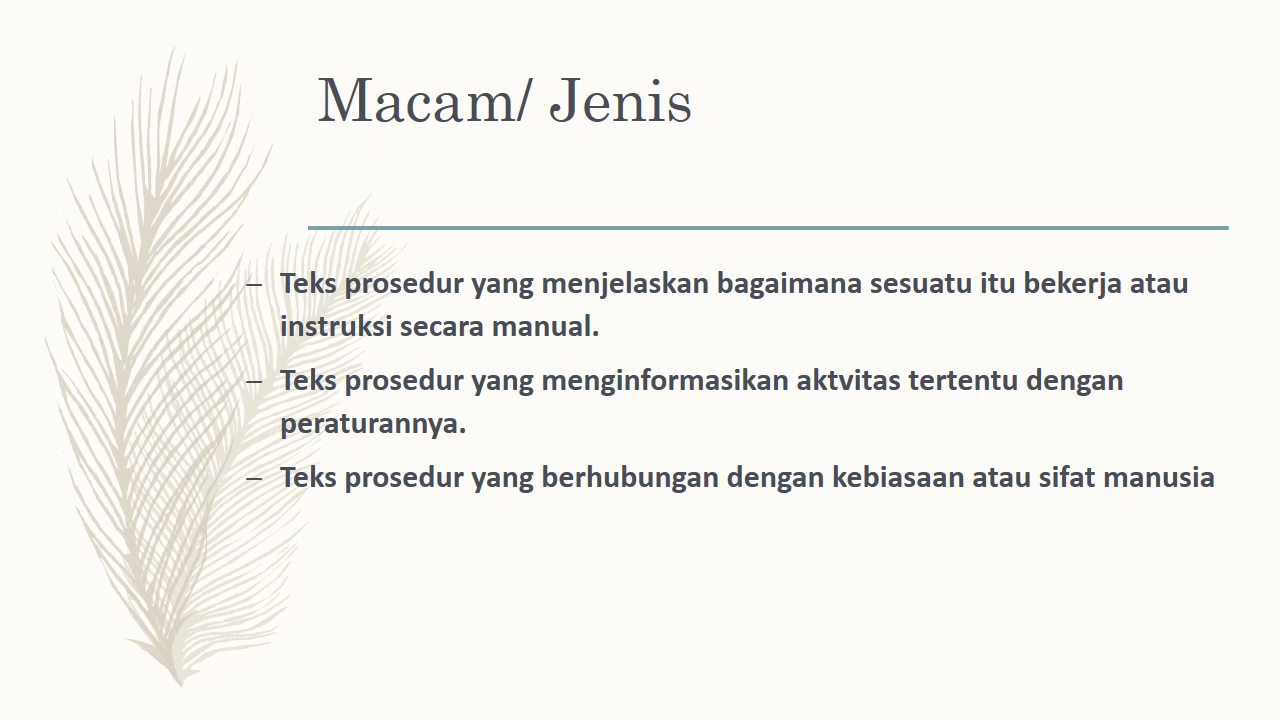 Macam/ Jenis
– Teks prosedur yang menjelaskan bagaimana sesuatu itu bekerja atau
instruksi secara manual.
– Teks prosedur yang menginformasikan aktvitas tertentu dengan
peraturannya.
– Teks prosedur yang berhubungan dengan kebiasaan atau sifat manusia